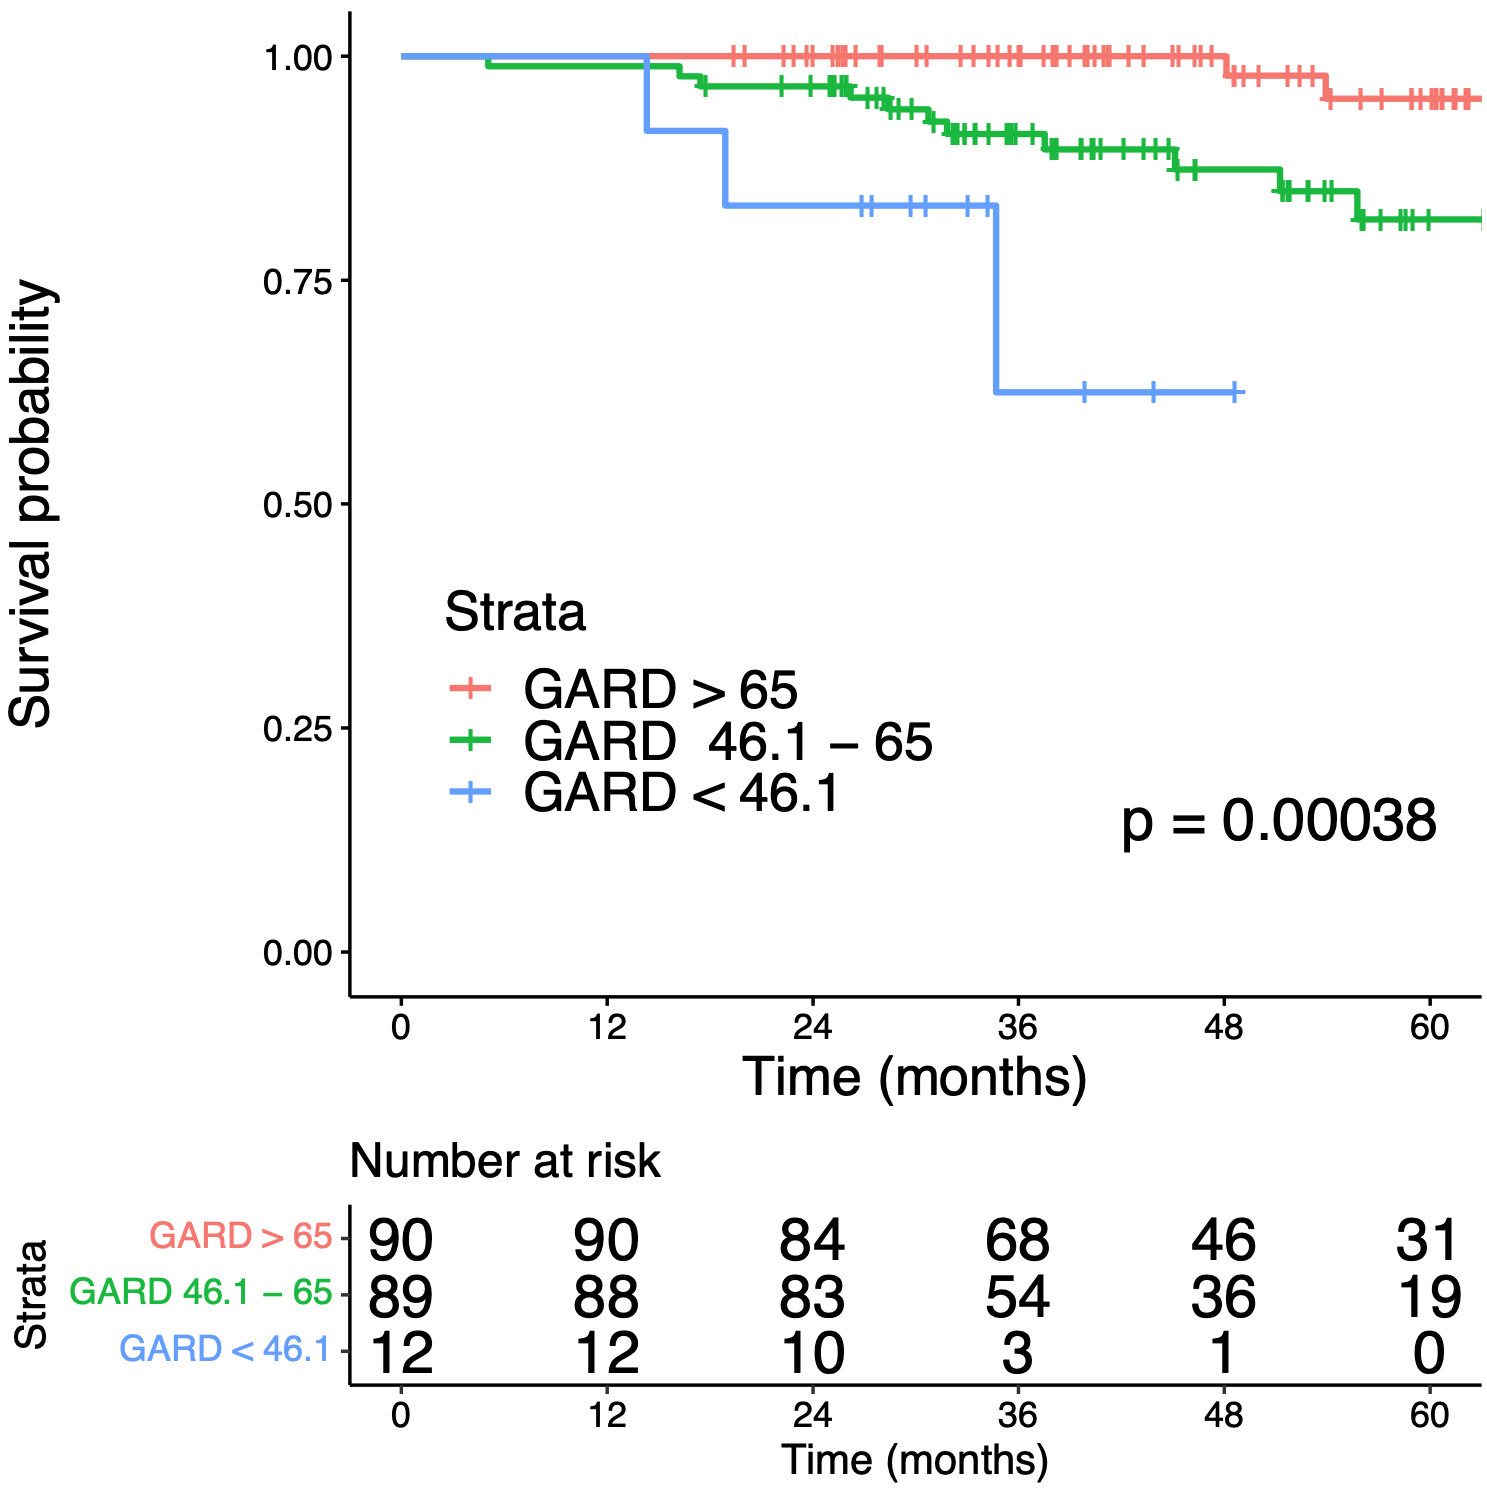 Survival probability
1.00
0.75
0.50
0.25
0.00
Strata
GARD > 65
GARD 46.1 – 65
GARD < 46.1
p = 0.00038
0 12 24 36 48 60
Time (months)
Number at risk
Strata
GARD > 65 90 90 84 68 46 31
GARD 46.1 – 65 89 88 83 54 36 19
GARD < 46.1 12 12 10 3 1 0
0 12 24 36 48 60
Time (months)